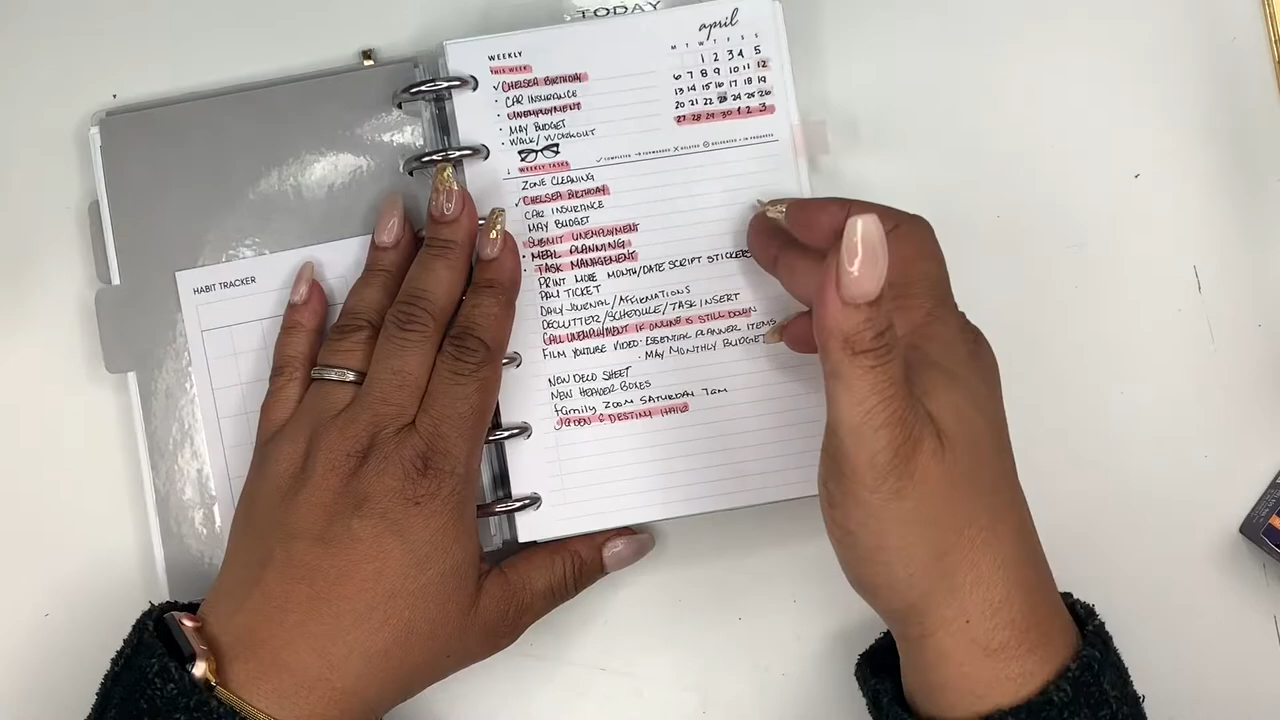 TODAY
april
WEEKLY
M T W T F S S
THIS WEEK
1 2 3 4 5
✓ CHELSEA BIRTHDAY
6 7 8 9 10 11 12
• CAR INSURANCE
13 14 15 16 17 18 19
• UNEMPLOYMENT
20 21 22 23 24 25 26
• MAY BUDGET
27 28 29 30 1 2 3
• WALK/WORKOUT
✓ COMPLETED → FORWARDED X DELETED DELEGATED • IN PROGRESS
↓ WEEKLY TASKS
ZONE CLEANING
✓ CHELSEA BIRTHDAY
CAR INSURANCE
MAY BUDGET
SUBMIT UNEMPLOYMENT
• MEAL PLANNING
• TASK MANAGEMENT
PRINT MORE MONTH/DATE SCRIPT STICKERS
PAY TICKET
DAILY JOURNAL/AFFIRMATIONS
DECLUTTER/SCHEDULE/TASK INSERT
CALL UNEMPLOYMENT IF ONLINE IS STILL DOWN
FILM YOUTUBE VIDEO: ESSENTIAL PLANNER ITEMS
• MAY MONTHLY BUDGET
NEW DECO SHEET
NEW HEADER BOXES
family ZOOM SATURDAY 7am
JADEN & DESTINY HAIR
HABIT TRACKER